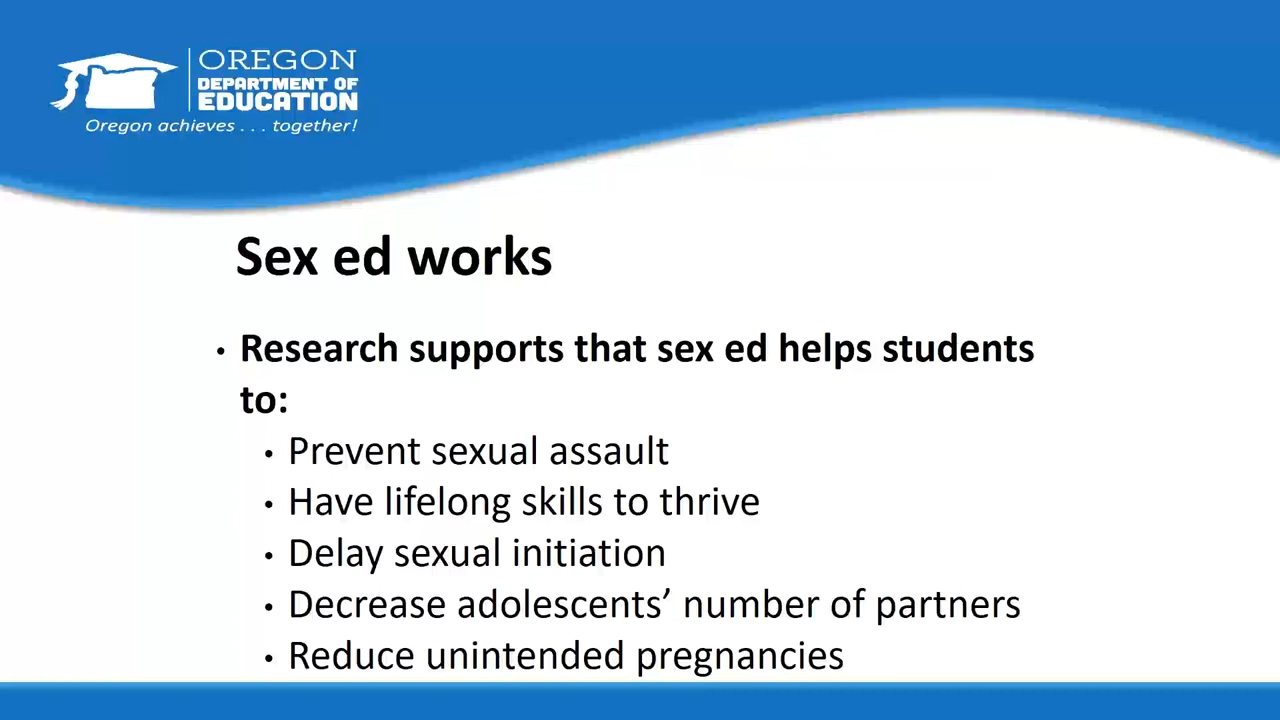 OREGON
DEPARTMENT OF
EDUCATION
Oregon achieves . . . together!
Sex ed works
• Research supports that sex ed helps students
to:
• Prevent sexual assault
• Have lifelong skills to thrive
• Delay sexual initiation
• Decrease adolescents’ number of partners
• Reduce unintended pregnancies